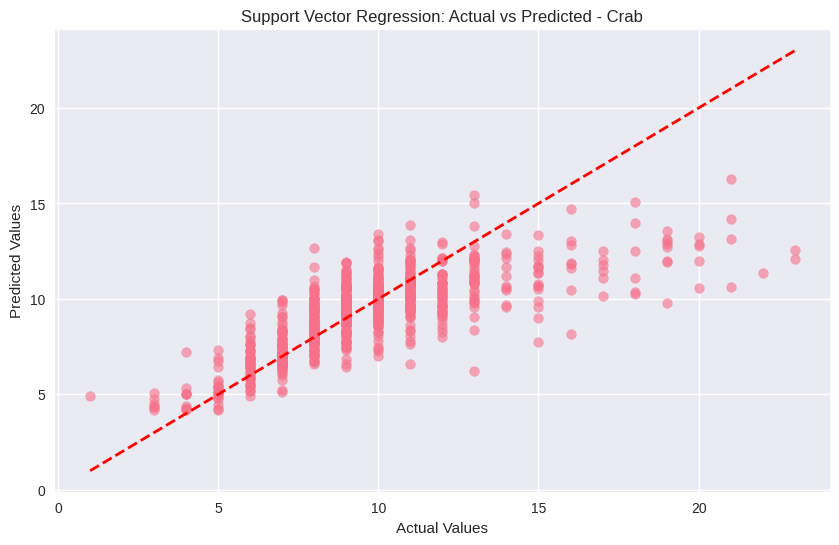 Support Vector Regression: Actual vs Predicted - Crab
Predicted Values
20
15
10
5
0
0 5 10 15 20
Actual Values